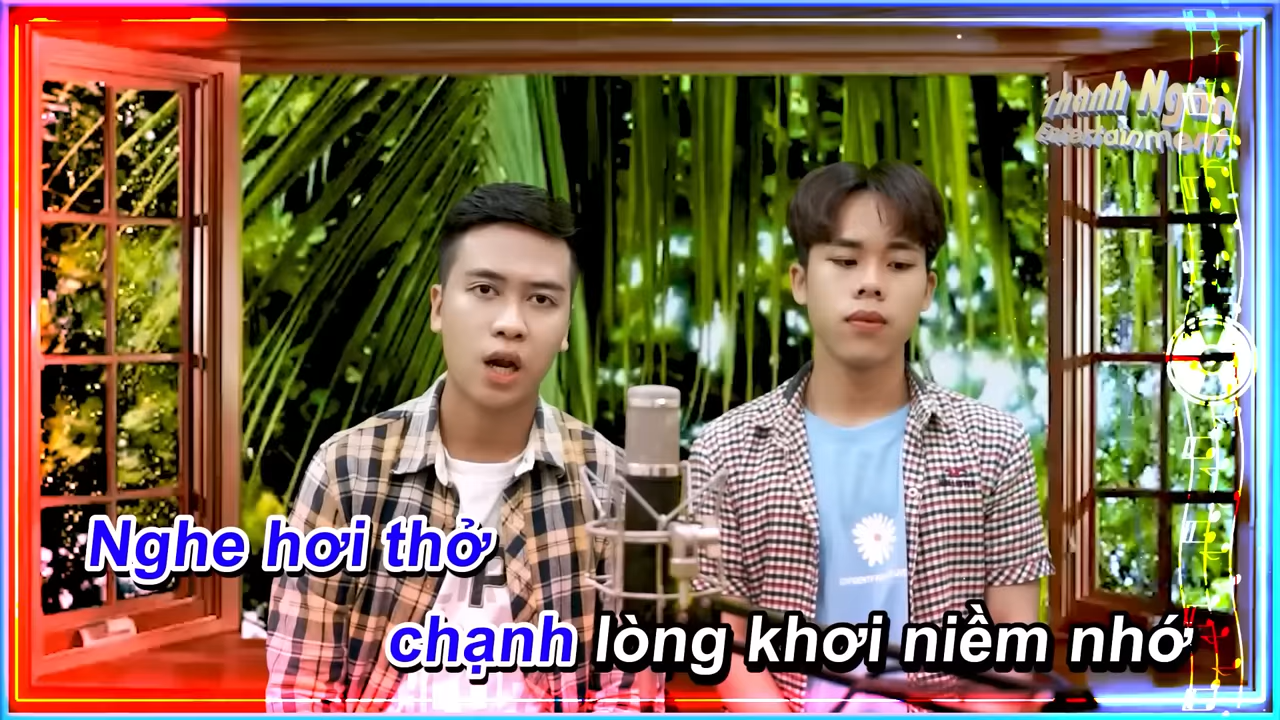 Thanh Ngân
Entertainment
Nghe hơi thở
chạnh lòng khơi niềm nhớ